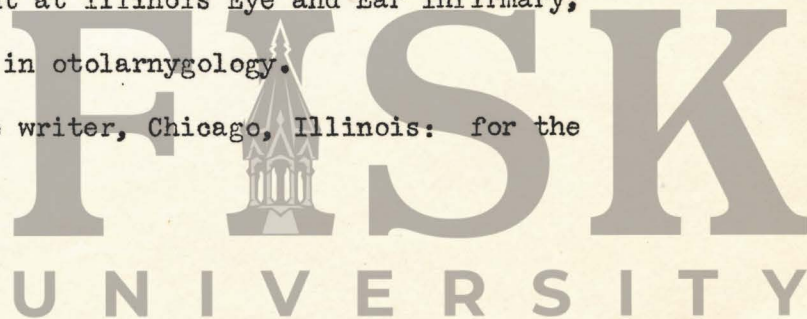 at Illinois Eye and Ear Infirmary,
in otolarnygology.
writer, Chicago, Illinois: for the
FISK
UNIVERSITY